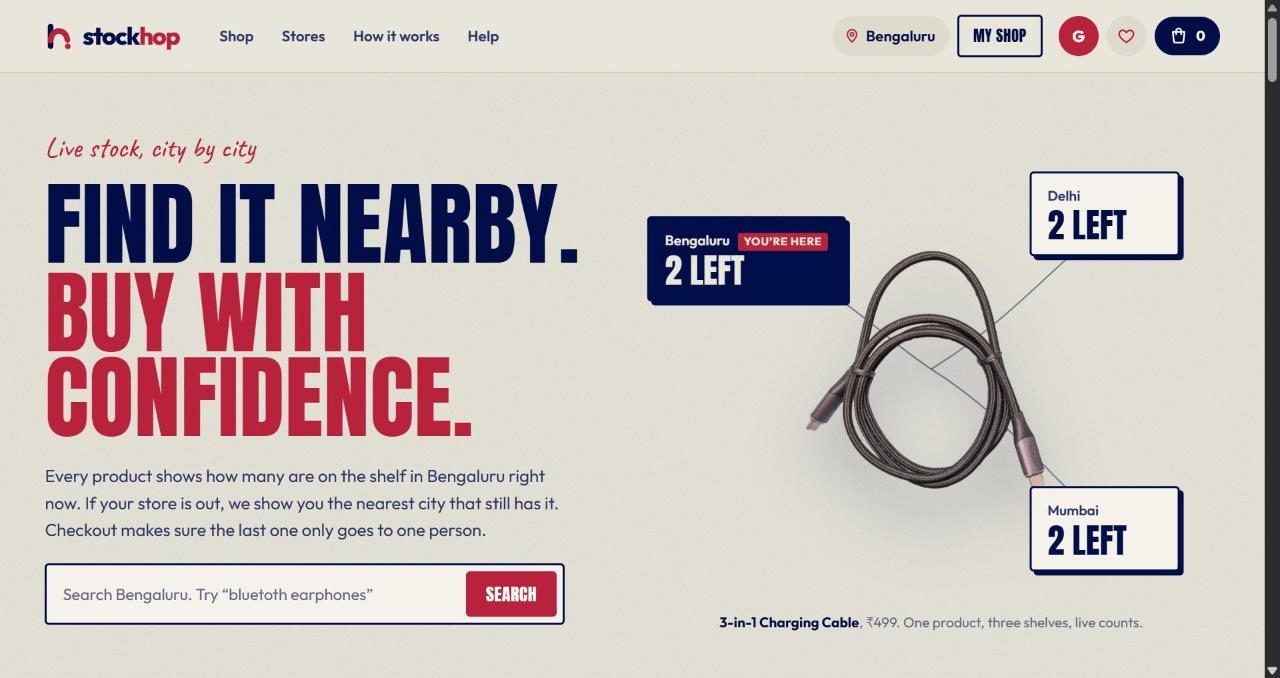 stockhop
Shop
Stores
How it works
Help
Bengaluru
MY SHOP
G
0
Live stock, city by city
FIND IT NEARBY.
BUY WITH
CONFIDENCE.
Every product shows how many are on the shelf in Bengaluru right
now. If your store is out, we show you the nearest city that still has it.
Checkout makes sure the last one only goes to one person.
Search Bengaluru. Try “bluetoth earphones”
SEARCH
Bengaluru YOU'RE HERE
2 LEFT
Delhi
2 LEFT
Mumbai
2 LEFT
3-in-1 Charging Cable, ₹499. One product, three shelves, live counts.